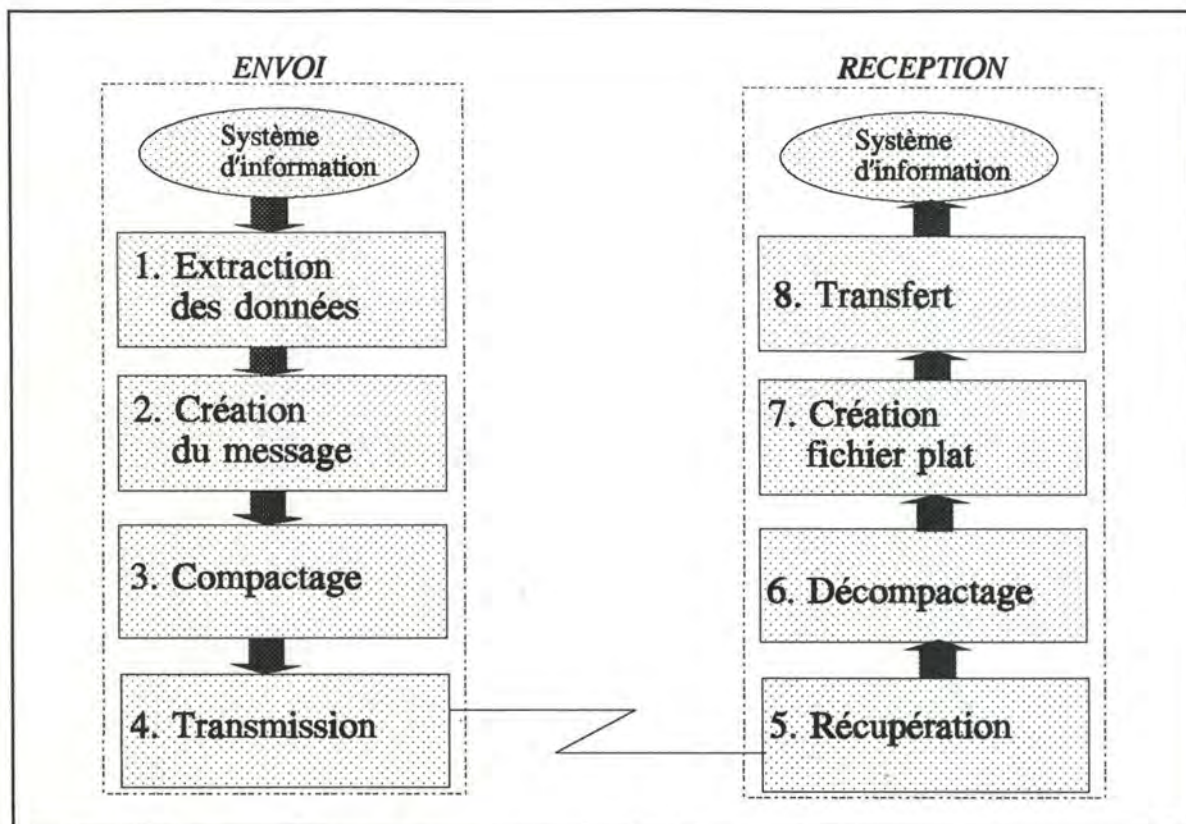 ENVOI
Système
d'information
1. Extraction
des données
2. Création
du message
3. Compactage
4. Transmission
RECEPTION
Système
d'information
8. Transfert
7. Création
fichier plat
6. Décompactage
5. Récupération